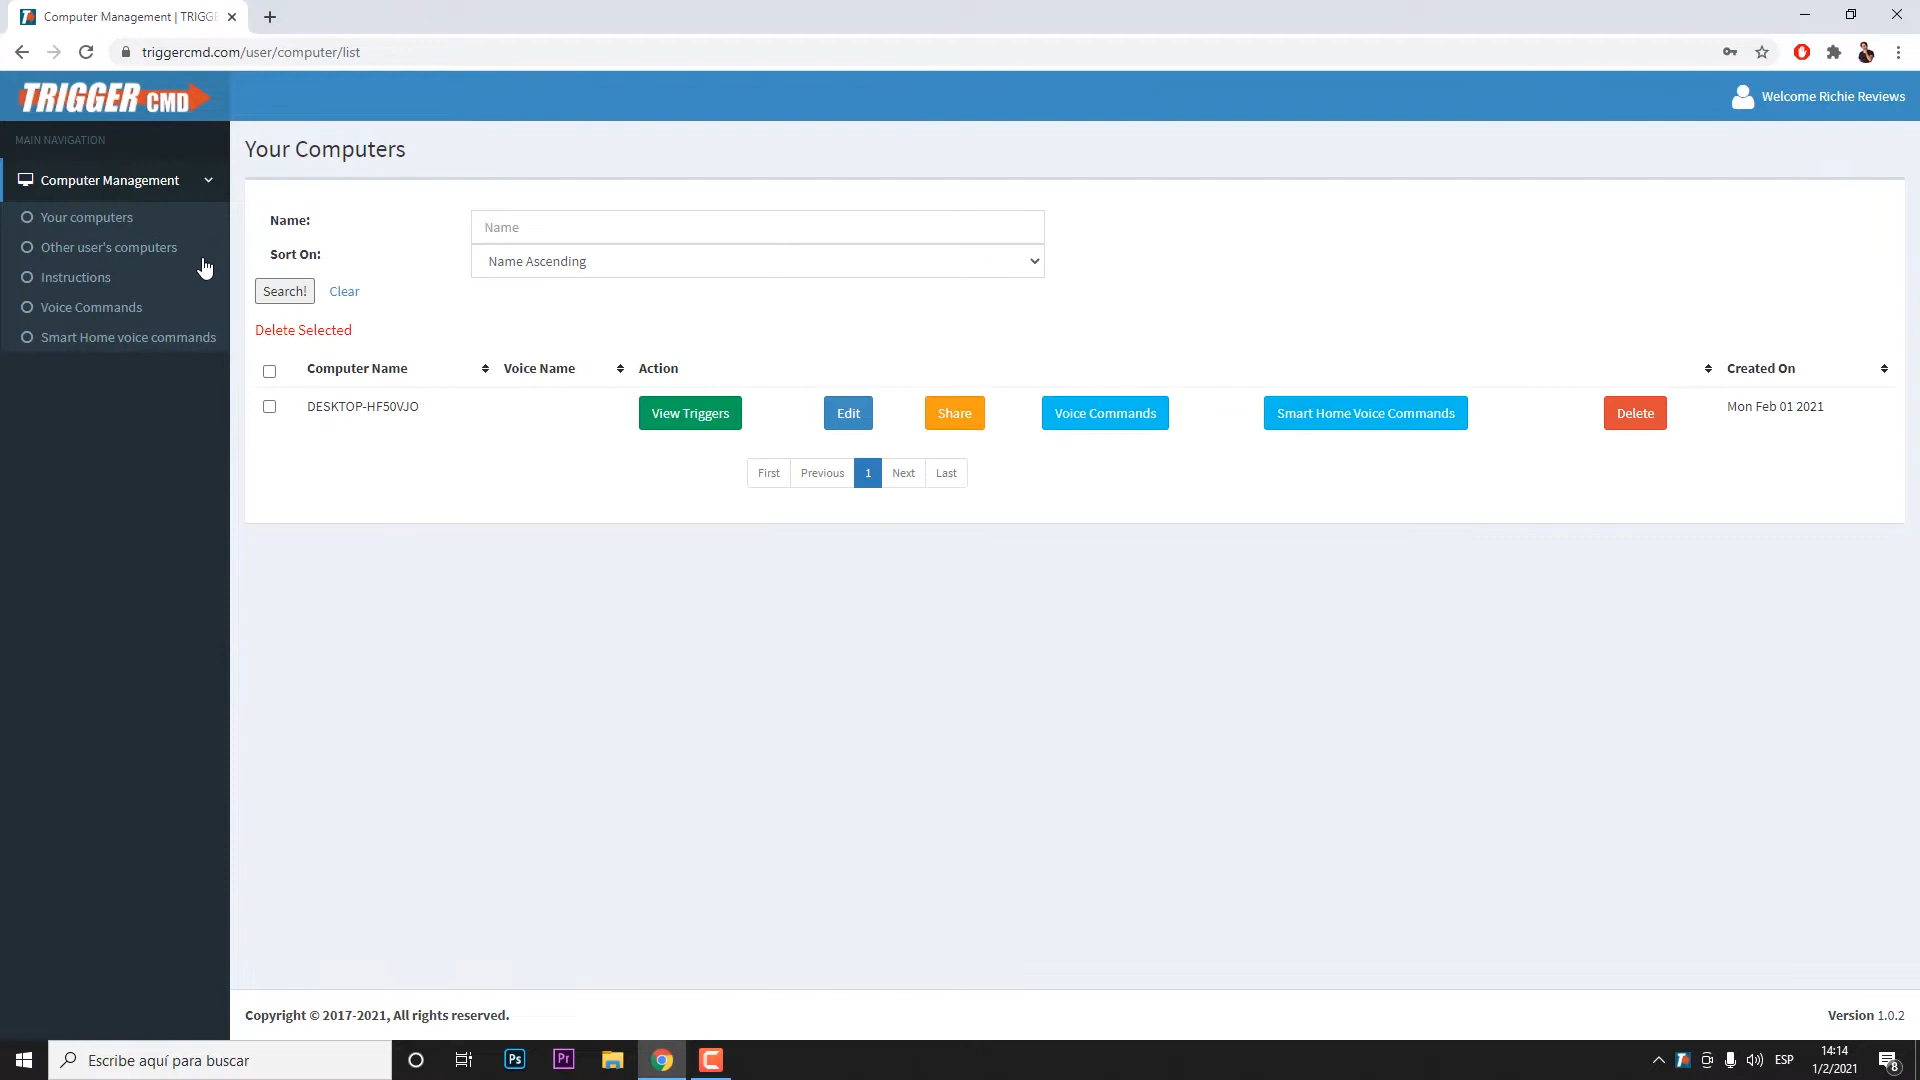 Computer Management | TRIGGE
triggercmd.com/user/computer/list
TRIGGER CMD
Welcome Richie Reviews
MAIN NAVIGATION
Computer Management
Your computers
Other user's computers
Instructions
Voice Commands
Smart Home voice commands
Your Computers
Name:
Name
Sort On:
Name Ascending
Search! Clear
Delete Selected
Computer Name Voice Name Action Created On
DESKTOP-HF50VJO View Triggers Edit Share Voice Commands Smart Home Voice Commands Delete Mon Feb 01 2021
First Previous 1 Next Last
Copyright © 2017-2021, All rights reserved.
Version 1.0.2
Escribe aquí para buscar
Ps
Pr
ESP
14:14
1/2/2021
8